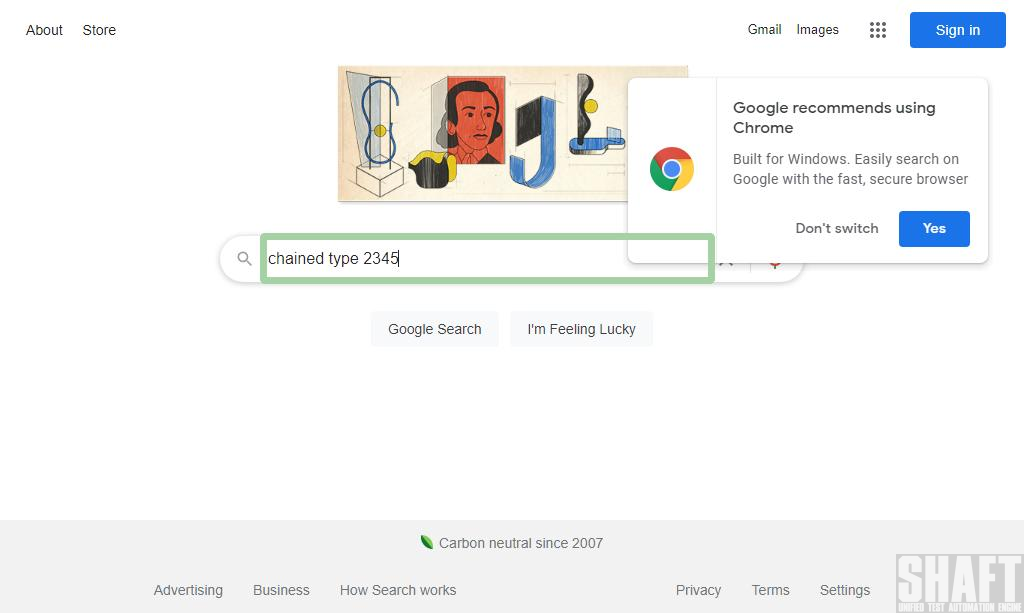 About Store
Gmail Images
Sign in
Google recommends using
Chrome
Built for Windows. Easily search on
Google with the fast, secure browser
Don't switch
Yes
chained type 2345
Google Search
I'm Feeling Lucky
Carbon neutral since 2007
Advertising Business How Search works
Privacy Terms Settings
SHAFT
UNIFIED TEST AUTOMATION ENGINE